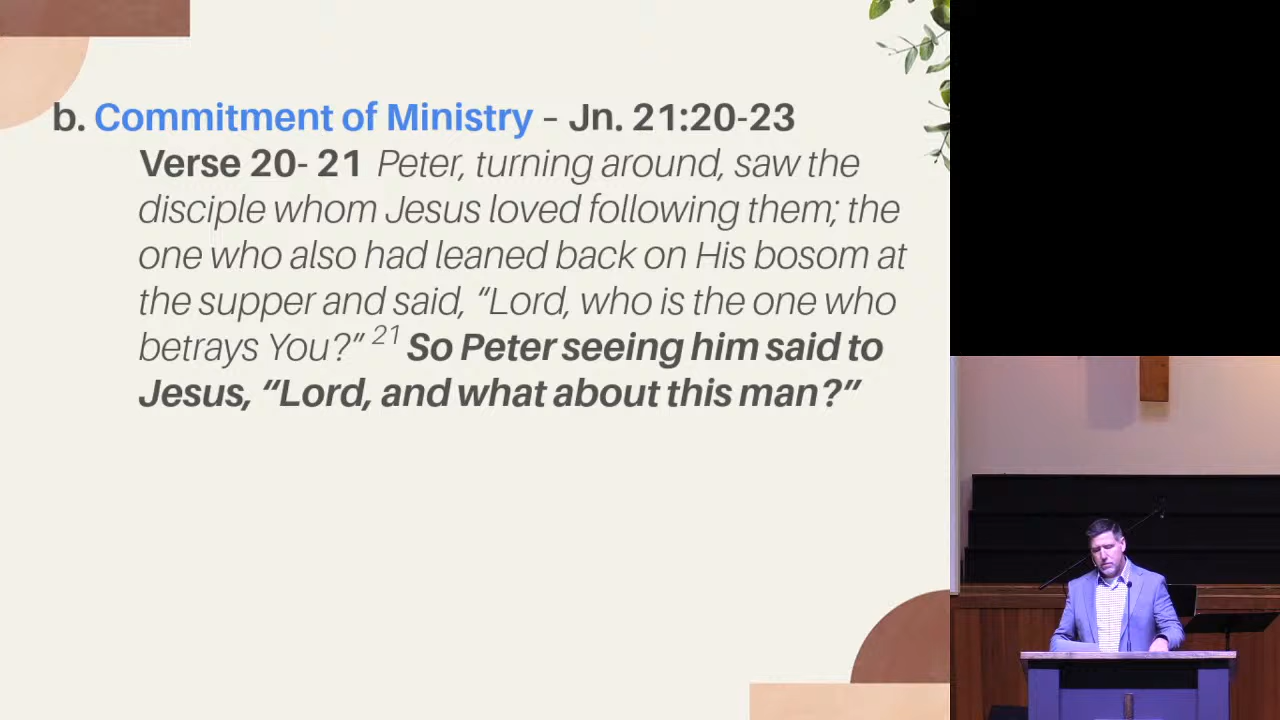 b. Commitment of Ministry – Jn. 21:20-23
Verse 20- 21 Peter, turning around, saw the
disciple whom Jesus loved following them; the
one who also had leaned back on His bosom at
the supper and said, “Lord, who is the one who
betrays You?” 21 So Peter seeing him said to
Jesus, “Lord, and what about this man?”